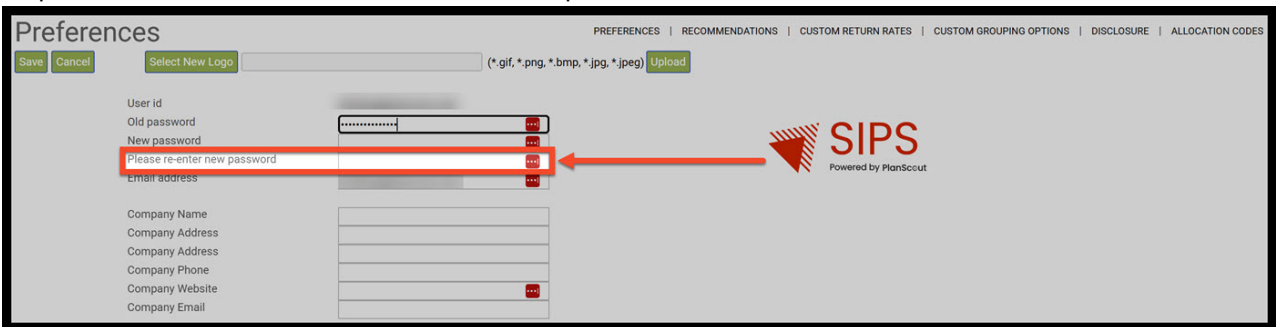 Preferences
PREFERENCES | RECOMMENDATIONS | CUSTOM RETURN RATES | CUSTOM GROUPING OPTIONS | DISCLOSURE | ALLOCATION CODES
Save Cancel Select New Logo (*.gif, *.png, *.bmp, *.jpg, *.jpeg) Upload
User id
Old password
New password
Please re-enter new password
Email address
SIPS
Powered by PlanScout
Company Name
Company Address
Company Address
Company Phone
Company Website
Company Email